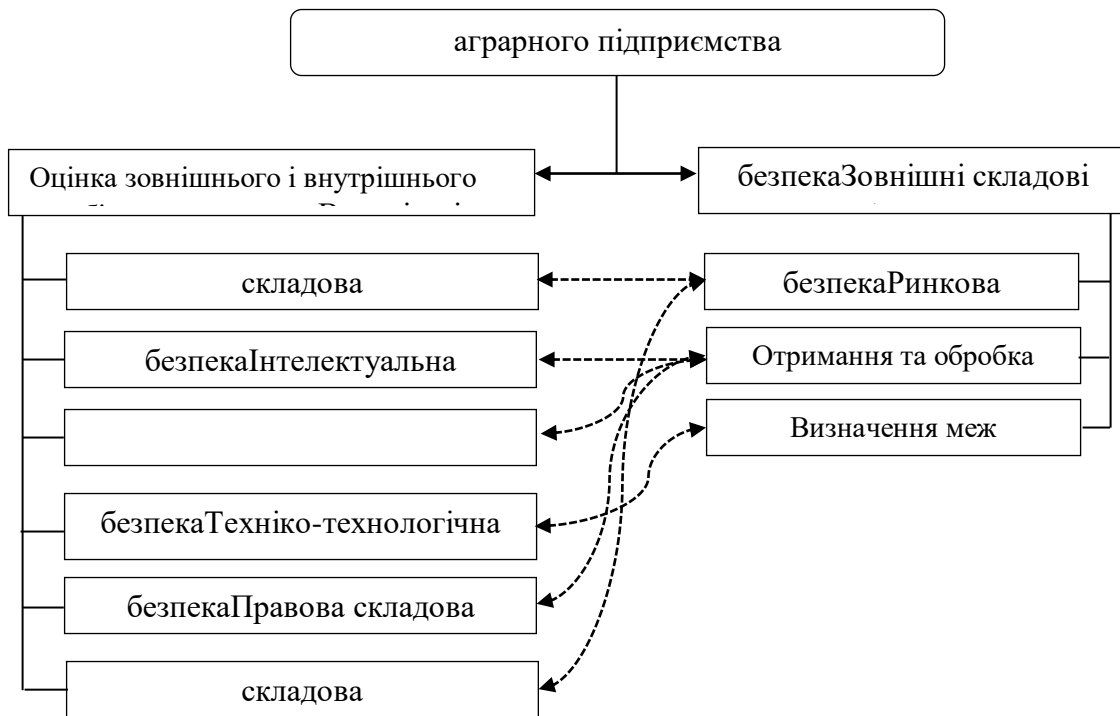 аграрного підприємства
Оцінка зовнішнього і внутрішнього
безпекаЗовнішні складові
складова
безпекаРинкова
безпекаІнтелектуальна
Отримання та обробка
Визначення меж
безпекаТехніко-технологічна
безпекаПравова складова
складова